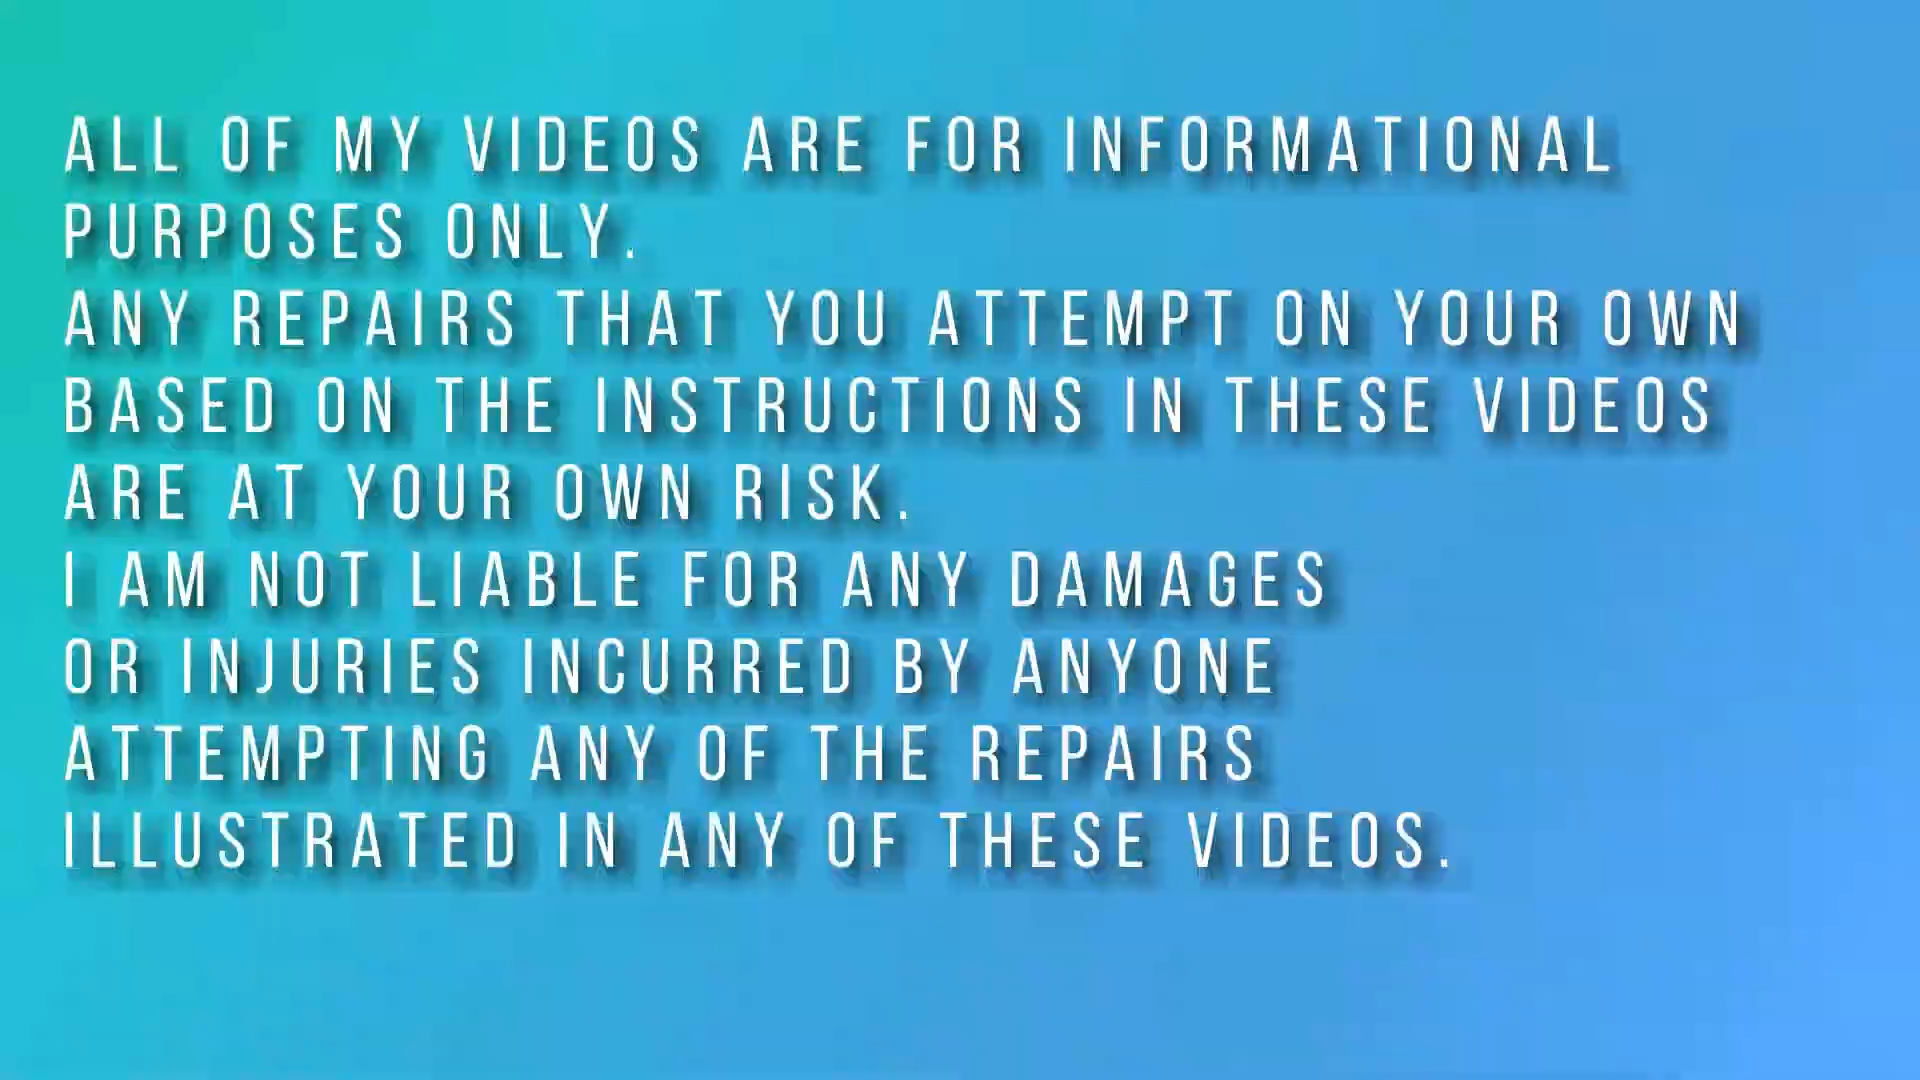 ALL OF MY VIDEOS ARE FOR INFORMATIONAL
PURPOSES ONLY.
ANY REPAIRS THAT YOU ATTEMPT ON YOUR OWN
BASED ON THE INSTRUCTIONS IN THESE VIDEOS
ARE AT YOUR OWN RISK.
I AM NOT LIABLE FOR ANY DAMAGES
OR INJURIES INCURRED BY ANYONE
ATTEMPTING ANY OF THE REPAIRS
ILLUSTRATED IN ANY OF THESE VIDEOS.